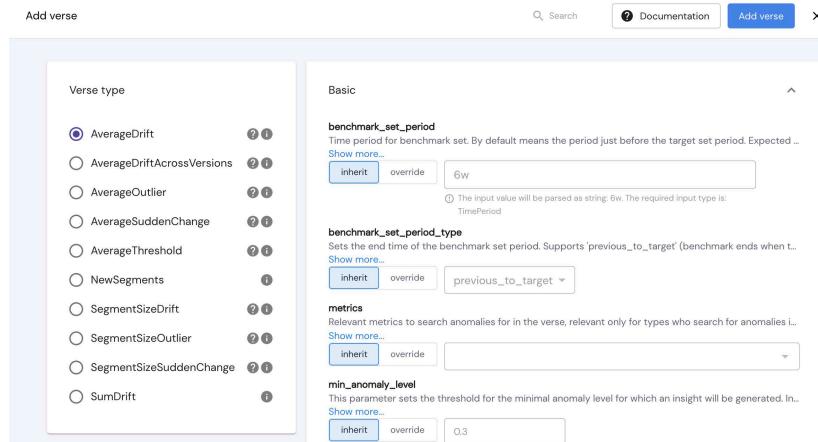 Add verse
Search
Documentation
Add verse
Verse type
AverageDrift
AverageDriftAcrossVersions
AverageOutlier
AverageSuddenChange
AverageThreshold
NewSegments
SegmentSizeDrift
SegmentSizeOutlier
SegmentSizeSuddenChange
SumDrift
Basic
benchmark_set_period
Time period for benchmark set. By default means the period just before the target set period. Expected ...
Show more...
inherit override 6w
The input value will be parsed as string: 6w. The required input type is:
TimePeriod
benchmark_set_period_type
Sets the end time of the benchmark set period. Supports 'previous_to_target' (benchmark ends when t...
Show more...
inherit override previous_to_target
metrics
Relevant metrics to search anomalies for in the verse, relevant only for types who search for anomalies i...
Show more...
inherit override
min_anomaly_level
This parameter sets the threshold for the minimal anomaly level for which an insight will be generated. In...
Show more...
inherit override 0.3